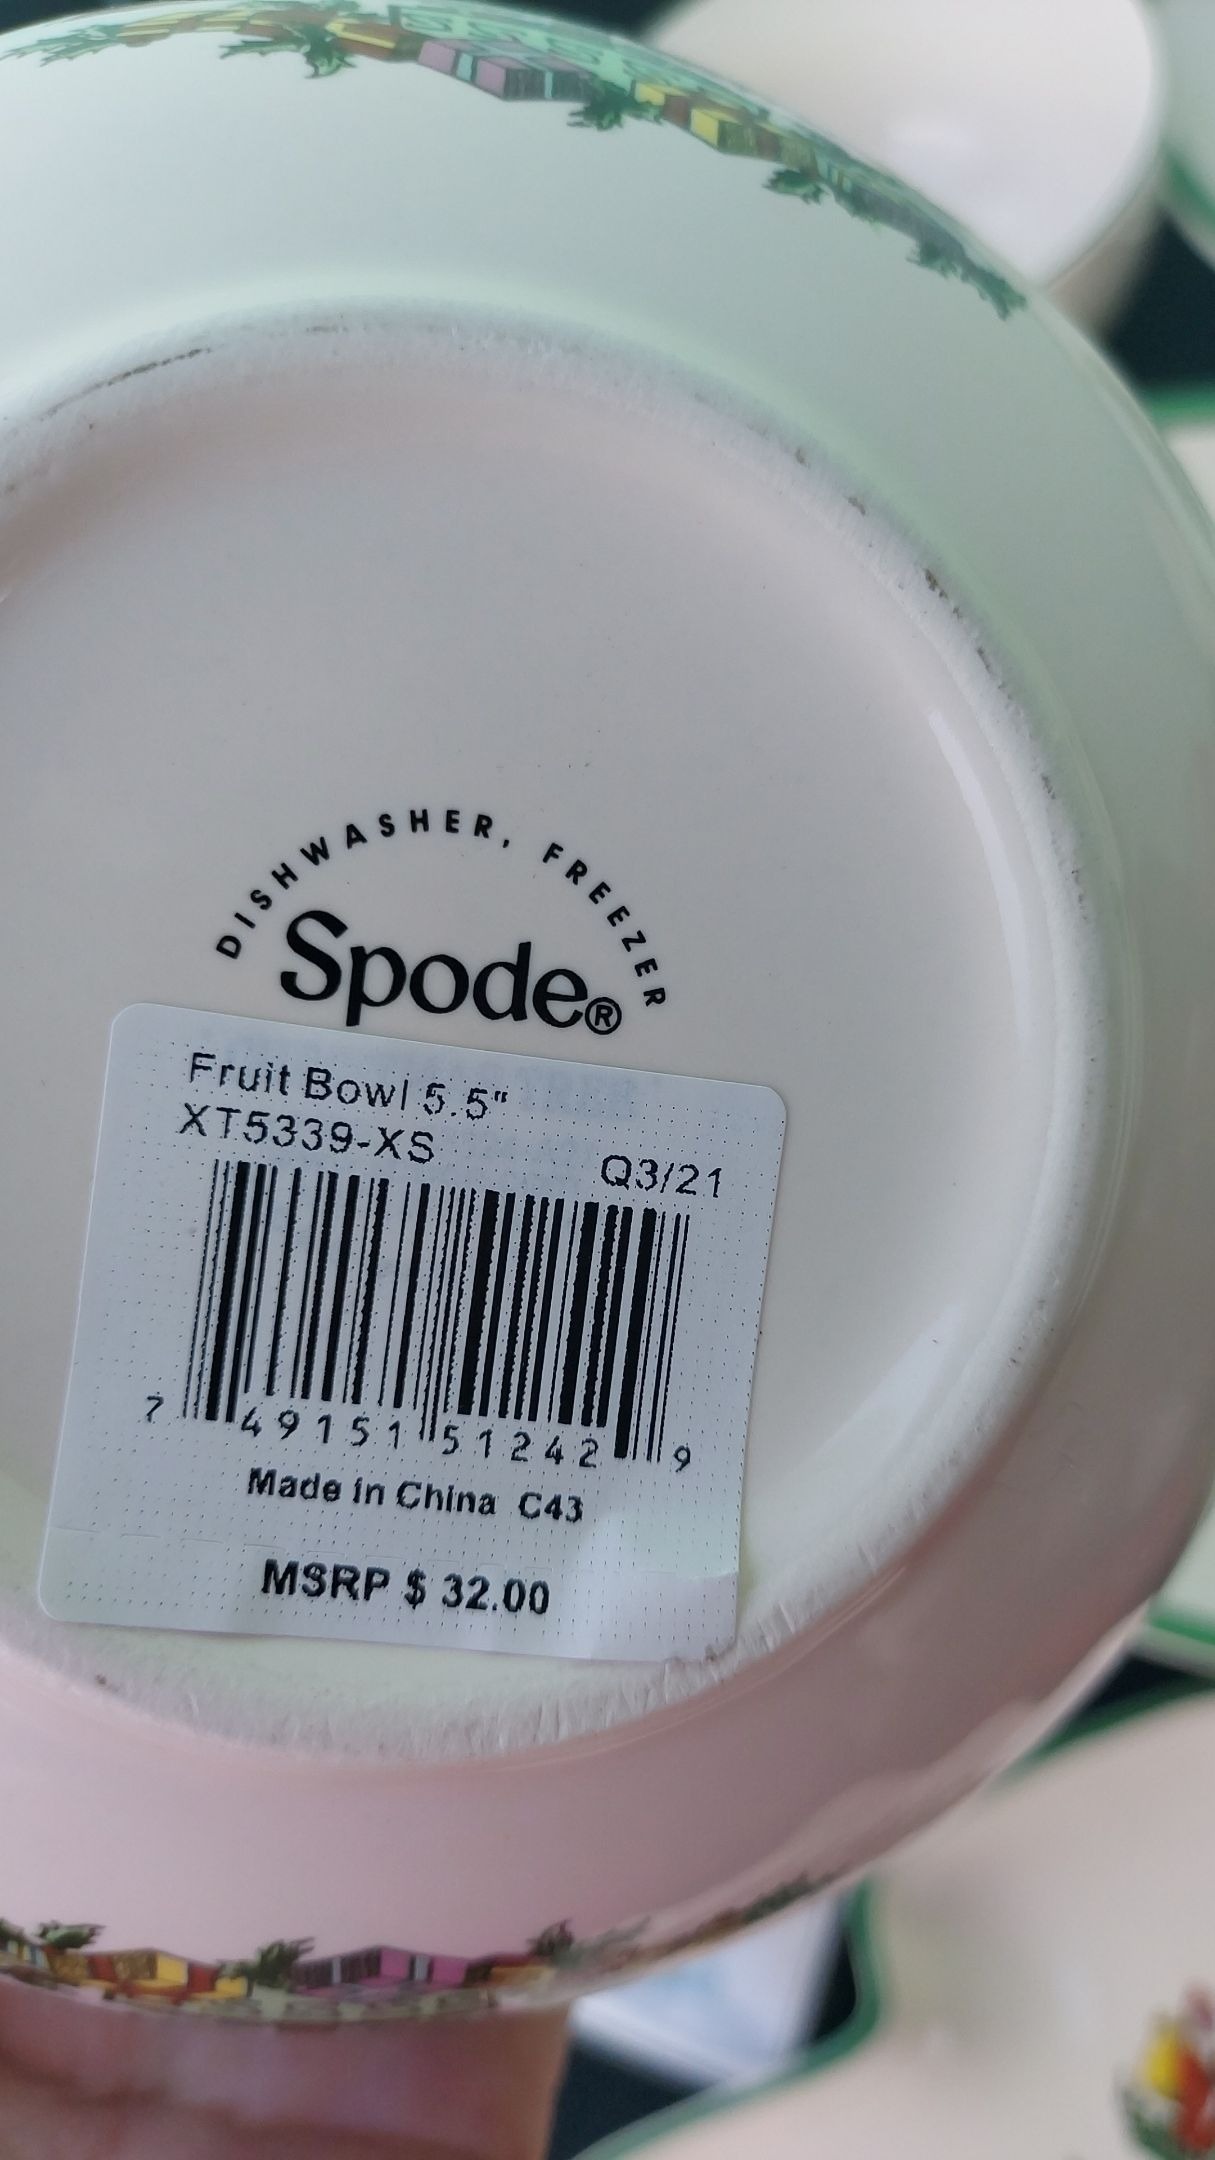 DISHWASHER, FREEZER
Spode®
Fruit Bowl 5.5"
XT5339-XS
Q3/21
7 49151 51242 9
Made in China C43
MSRP $ 32.00